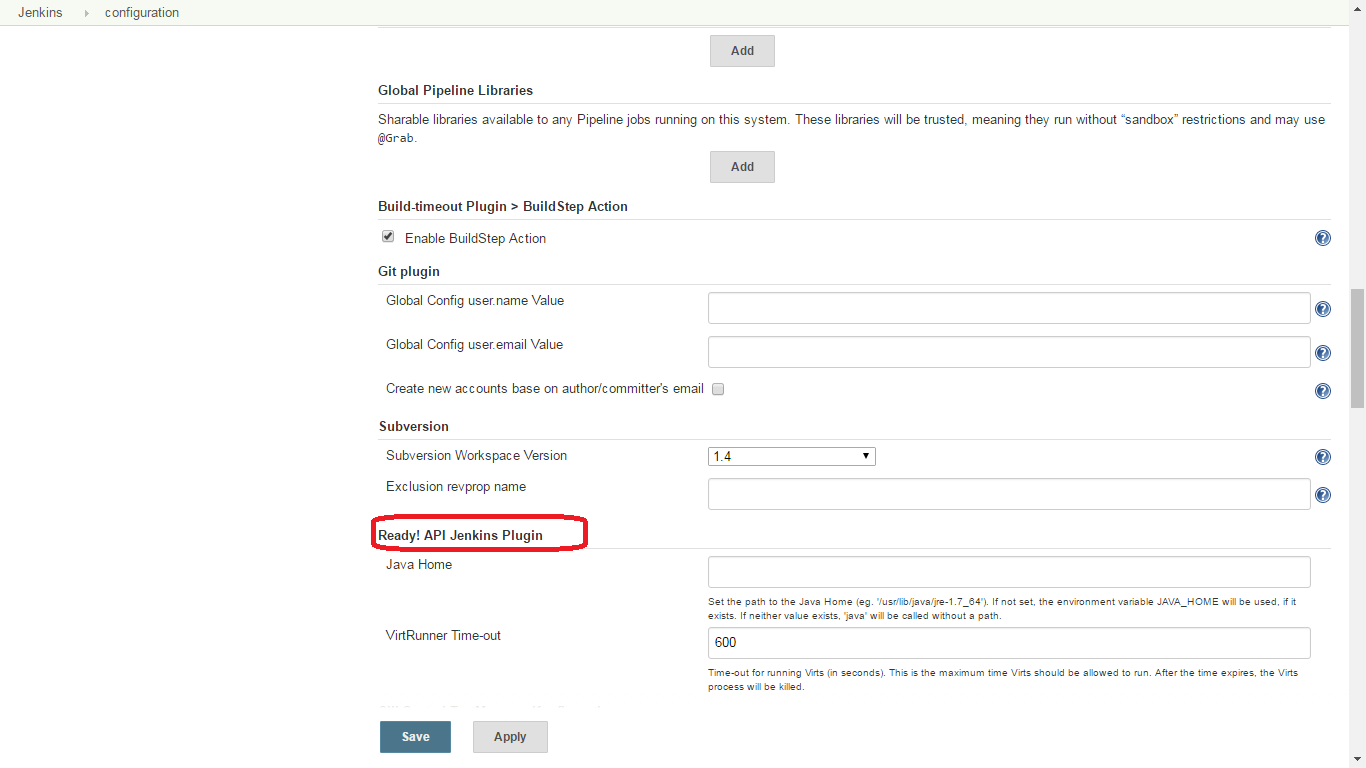 Jenkins configuration
Add
Global Pipeline Libraries
Sharable libraries available to any Pipeline jobs running on this system. These libraries will be trusted, meaning they run without “sandbox” restrictions and may use
@Grab.
Add
Build-timeout Plugin > BuildStep Action
Enable BuildStep Action
Git plugin
Global Config user.name Value
Global Config user.email Value
Create new accounts base on author/committer's email
Subversion
Subversion Workspace Version 1.4
Exclusion revprop name
Ready! API Jenkins Plugin
Java Home
Set the path to the Java Home (eg. '/usr/lib/java/jre-1.7_64'). If not set, the environment variable JAVA_HOME will be used, if it
exists. If neither value exists, 'java' will be called without a path.
VirtRunner Time-out 600
Time-out for running Virts (in seconds). This is the maximum time Virts should be allowed to run. After the time expires, the Virts
process will be killed.
Save Apply